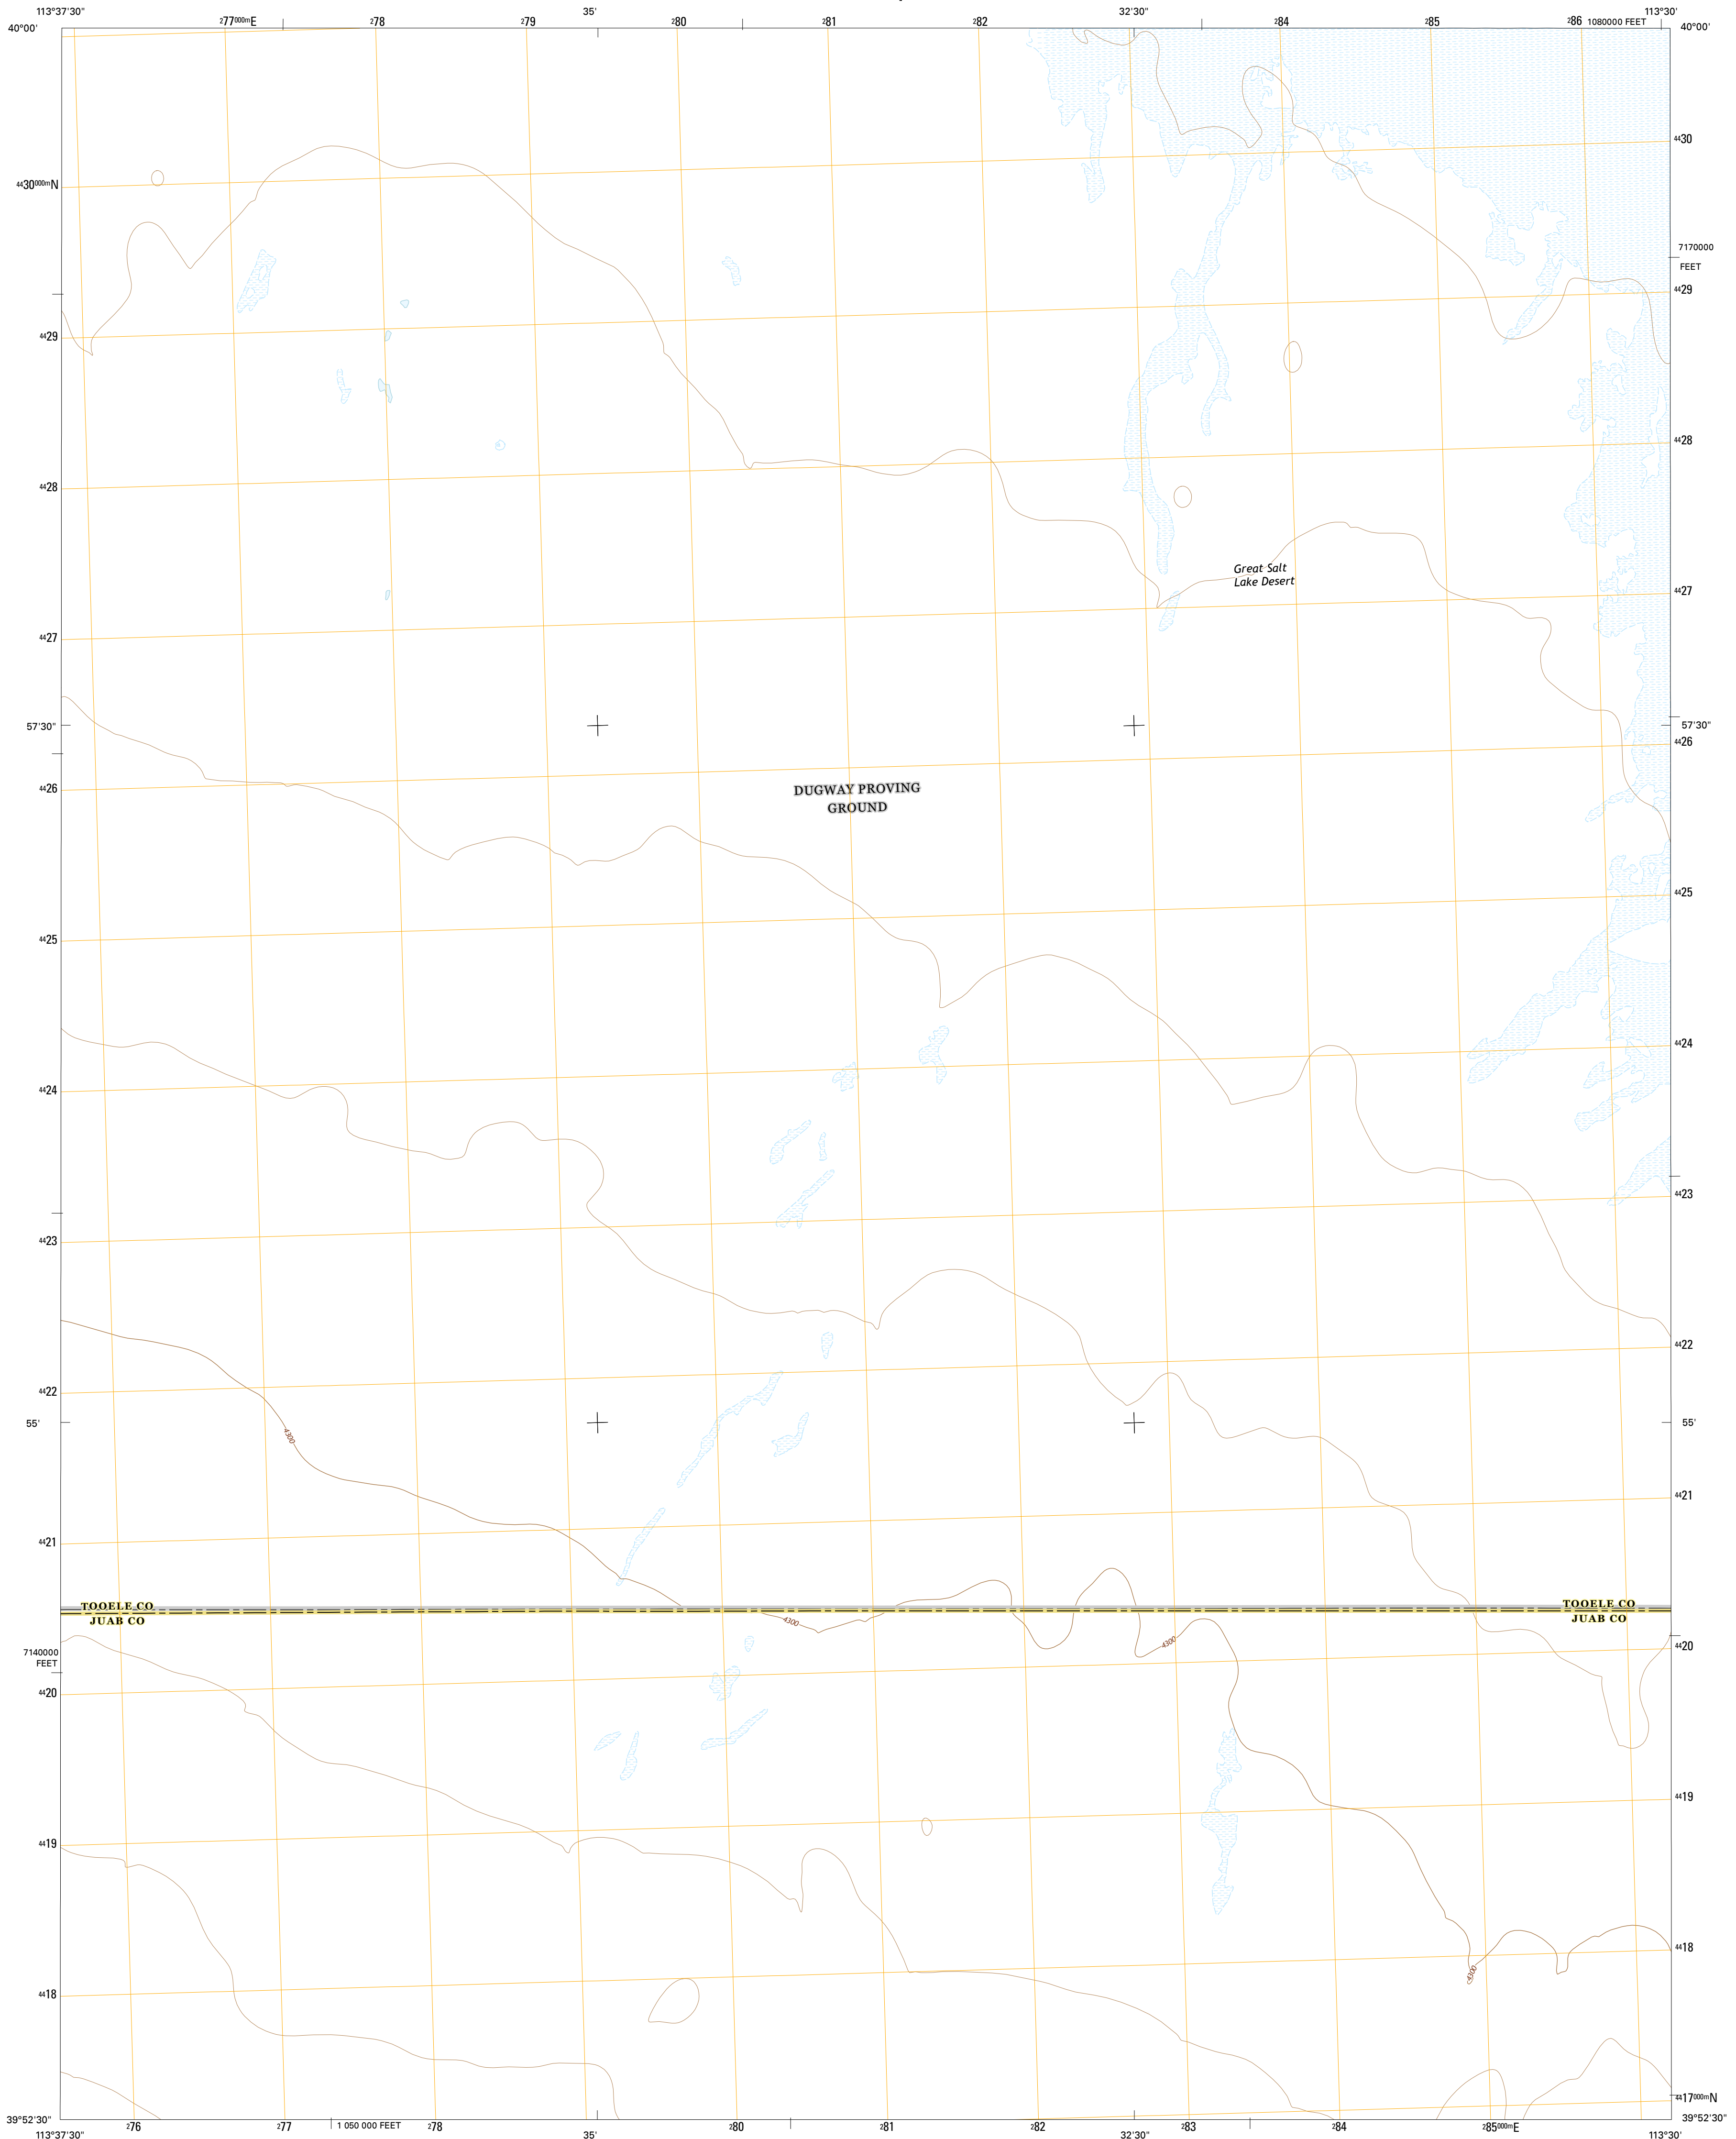 113°37'30" 35' 32'30" 113°30'
277000mE 278 279 280 281 282 284 285 286 1080000 FEET
40°00' 40°00'
4430
4430000mN
7170000
FEET
4429
4429
4428
4428
Great Salt
Lake Desert
4427
4427
57'30" 57'30"
4426
4426
DUGWAY PROVING
GROUND
4425
4425
4424
4424
4423
4423
4422
4422
55' 55'
4300
4421
4421
TOOELE CO TOOELE CO
JUAB CO JUAB CO
4300
4300
4420
7140000
FEET
4420
4419
4419
4418
4300
4418
4417000mN
39°52'30" 39°52'30"
276 277 1 050 000 FEET 278 280 281 282 283 284 285000mE
113°37'30" 35' 32'30" 113°30'